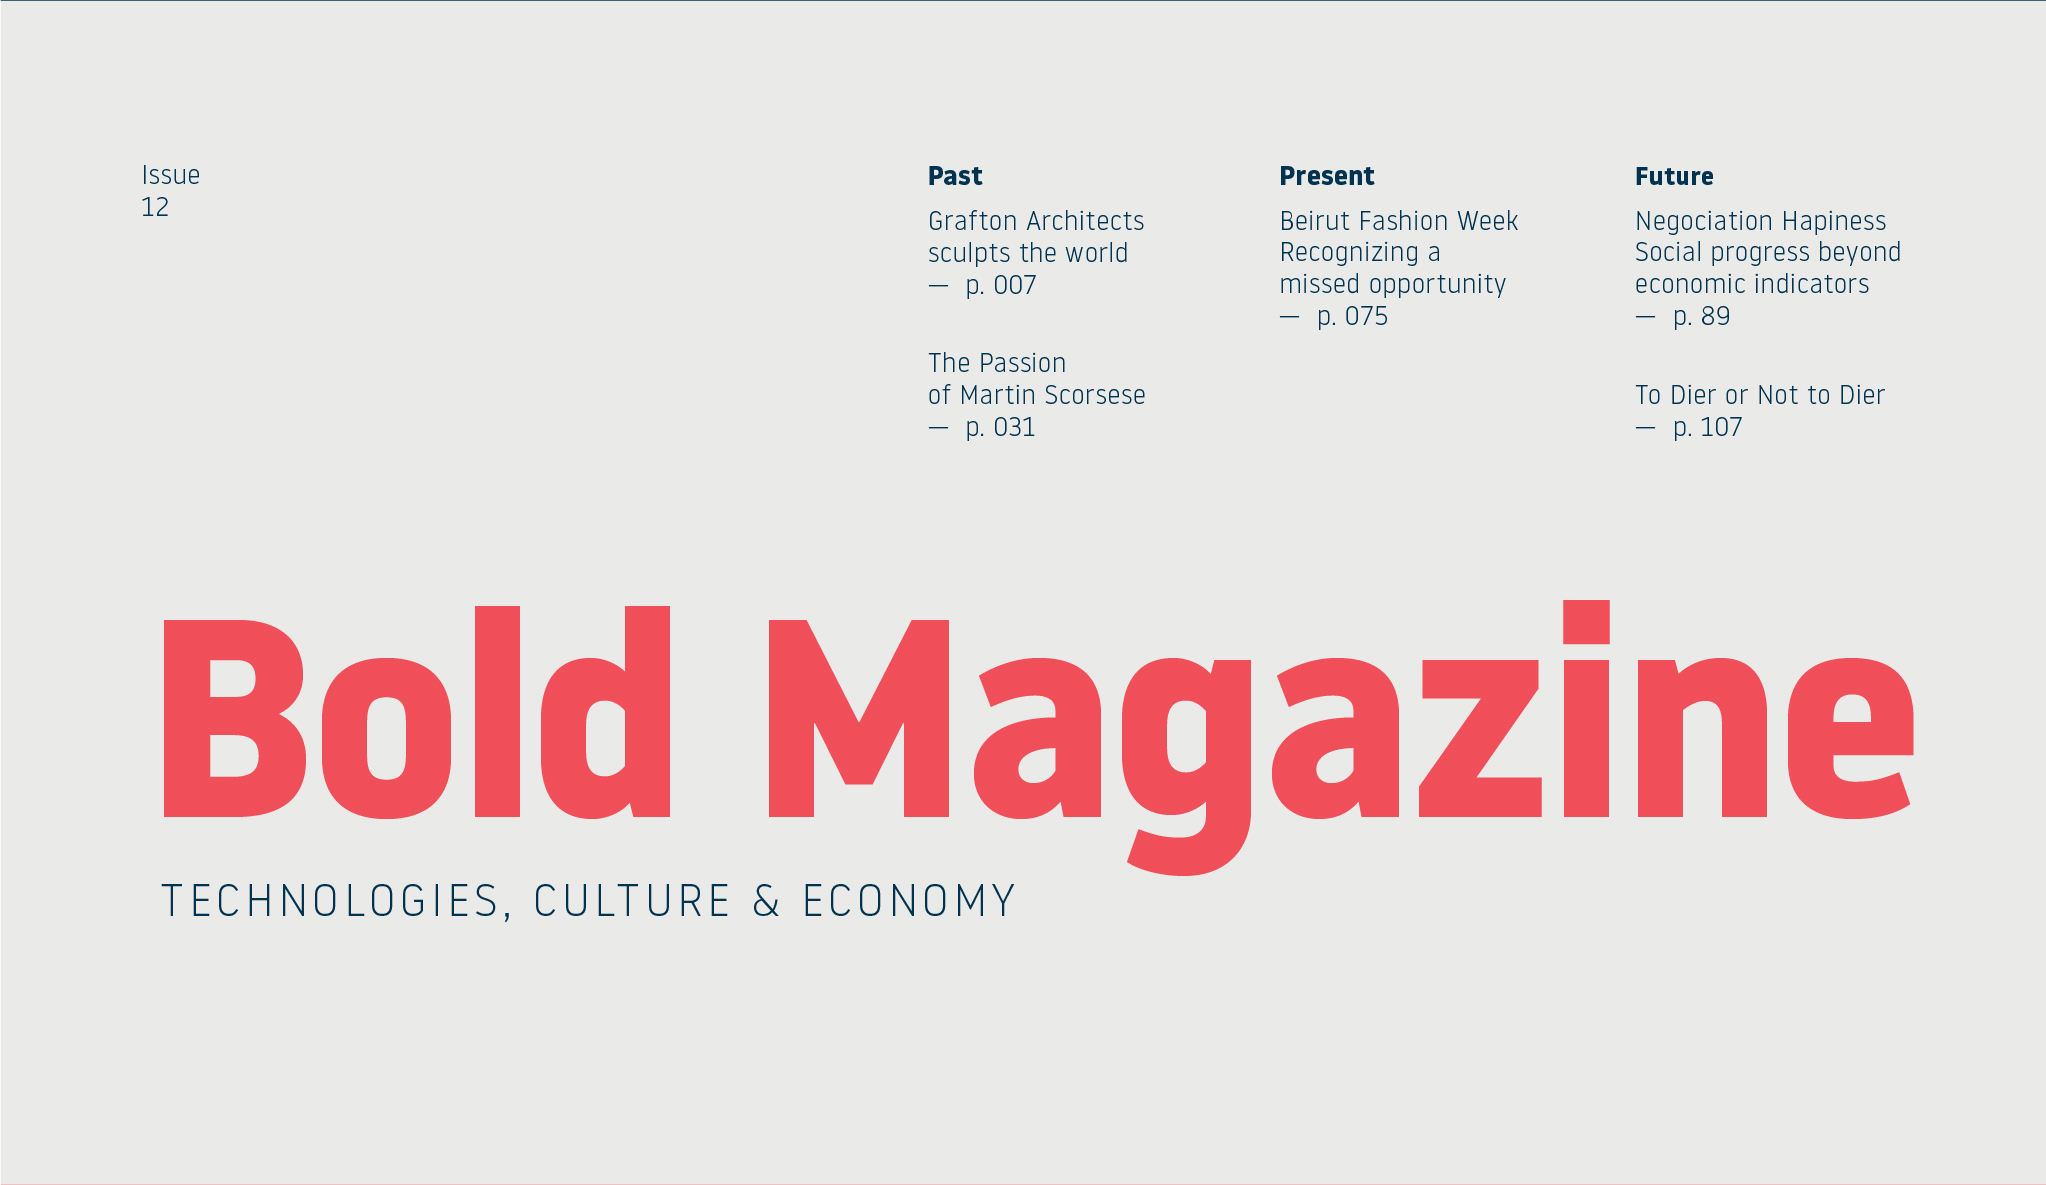 Issue
12
Past
Grafton Architects
sculpts the world
— p. 007
The Passion
of Martin Scorsese
— p. 031
Present
Beirut Fashion Week
Recognizing a
missed opportunity
— p. 075
Future
Negociation Hapiness
Social progress beyond
economic indicators
— p. 89
To Dier or Not to Dier
— p. 107
Bold Magazine
TECHNOLOGIES, CULTURE & ECONOMY